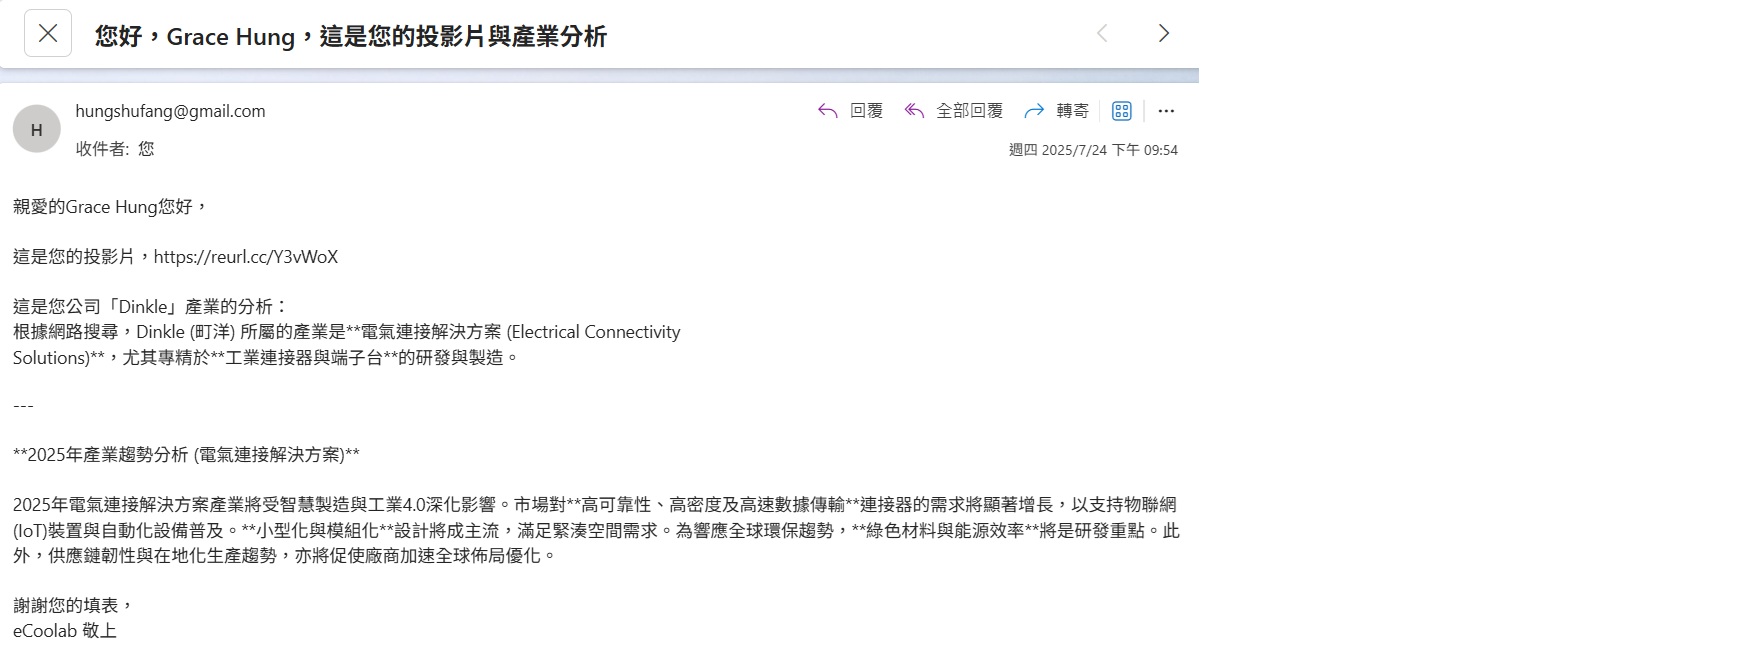 您好，Grace Hung，這是您的投影片與產業分析
H
hungshufang@gmail.com
回覆
全部回覆
轉寄
收件者: 您
週四 2025/7/24 下午 09:54
親愛的Grace Hung您好，
這是您的投影片，https://reurl.cc/Y3vWoX
這是您公司「Dinkle」產業的分析：
根據網路搜尋，Dinkle (町洋) 所屬的產業是**電氣連接解決方案 (Electrical Connectivity
Solutions)**，尤其專精於**工業連接器與端子台**的研發與製造。
---
**2025年產業趨勢分析 (電氣連接解決方案)**
2025年電氣連接解決方案產業將受智慧製造與工業4.0深化影響。市場對**高可靠性、高密度及高速數據傳輸**連接器的需求將顯著增長，以支持物聯網
(IoT)裝置與自動化設備普及。**小型化與模組化**設計將成主流，滿足緊湊空間需求。為響應全球環保趨勢，**綠色材料與能源效率**將是研發重點。此
外，供應鏈韌性與在地化生產趨勢，亦將促使廠商加速全球佈局優化。
謝謝您的填表，
eCoolab 敬上